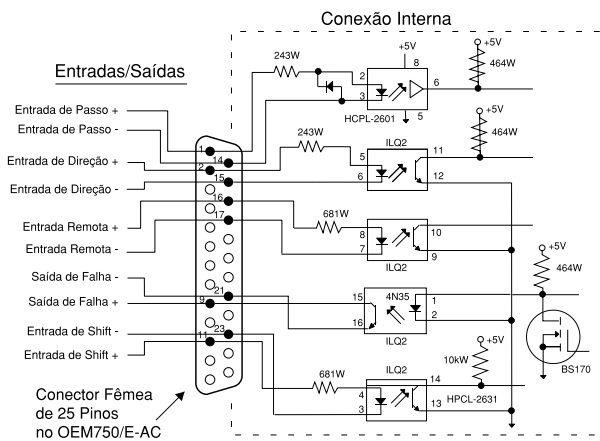 Conexão Interna
Entradas/Saídas
Entrada de Passo +
Entrada de Passo -
Entrada de Direção +
Entrada de Direção -
Entrada Remota +
Entrada Remota -
Saída de Falha -
Saída de Falha +
Entrada de Shift -
Entrada de Shift +
Conector Fêmea
de 25 Pinos
no OEM750/E-AC
1
14
2
15
16
17
21
9
23
11
243W
2
3
+5V
8
6
5
HCPL-2601
+5V
464W
243W
ILQ2
5
6
11
12
+5V
464W
681W
8
7
10
9
ILQ2
15
16
4N35
1
2
ILQ2
+5V
464W
BS170
681W
ILQ2
4
3
14
13
HPCL-2631
+5V
10kW